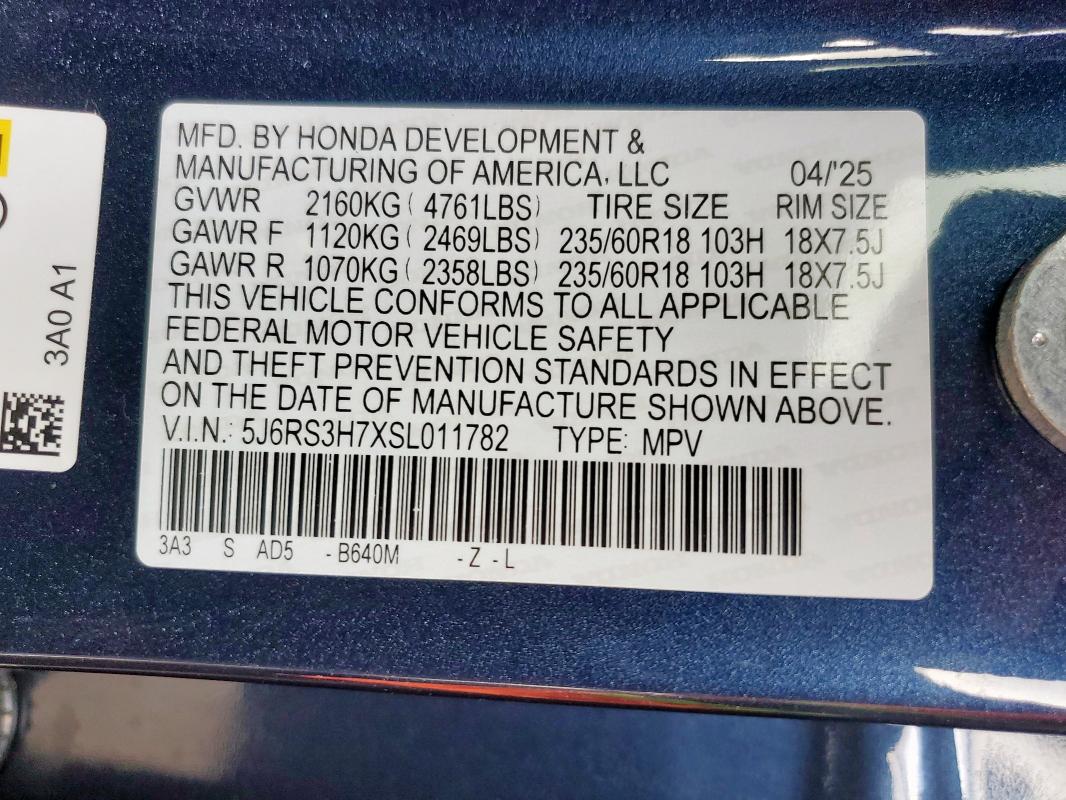 MFD. BY HONDA DEVELOPMENT &
MANUFACTURING OF AMERICA, LLC 04/'25
GVWR 2160KG ( 4761LBS) TIRE SIZE RIM SIZE
GAWR F 1120KG ( 2469LBS) 235/60R18 103H 18X7.5J
GAWR R 1070KG ( 2358LBS) 235/60R18 103H 18X7.5J
THIS VEHICLE CONFORMS TO ALL APPLICABLE
FEDERAL MOTOR VEHICLE SAFETY
AND THEFT PREVENTION STANDARDS IN EFFECT
ON THE DATE OF MANUFACTURE SHOWN ABOVE.
V.I.N.: 5J6RS3H7XSL011782 TYPE: MPV
3A3 S AD5 -B640M -Z -L
3A0 A1